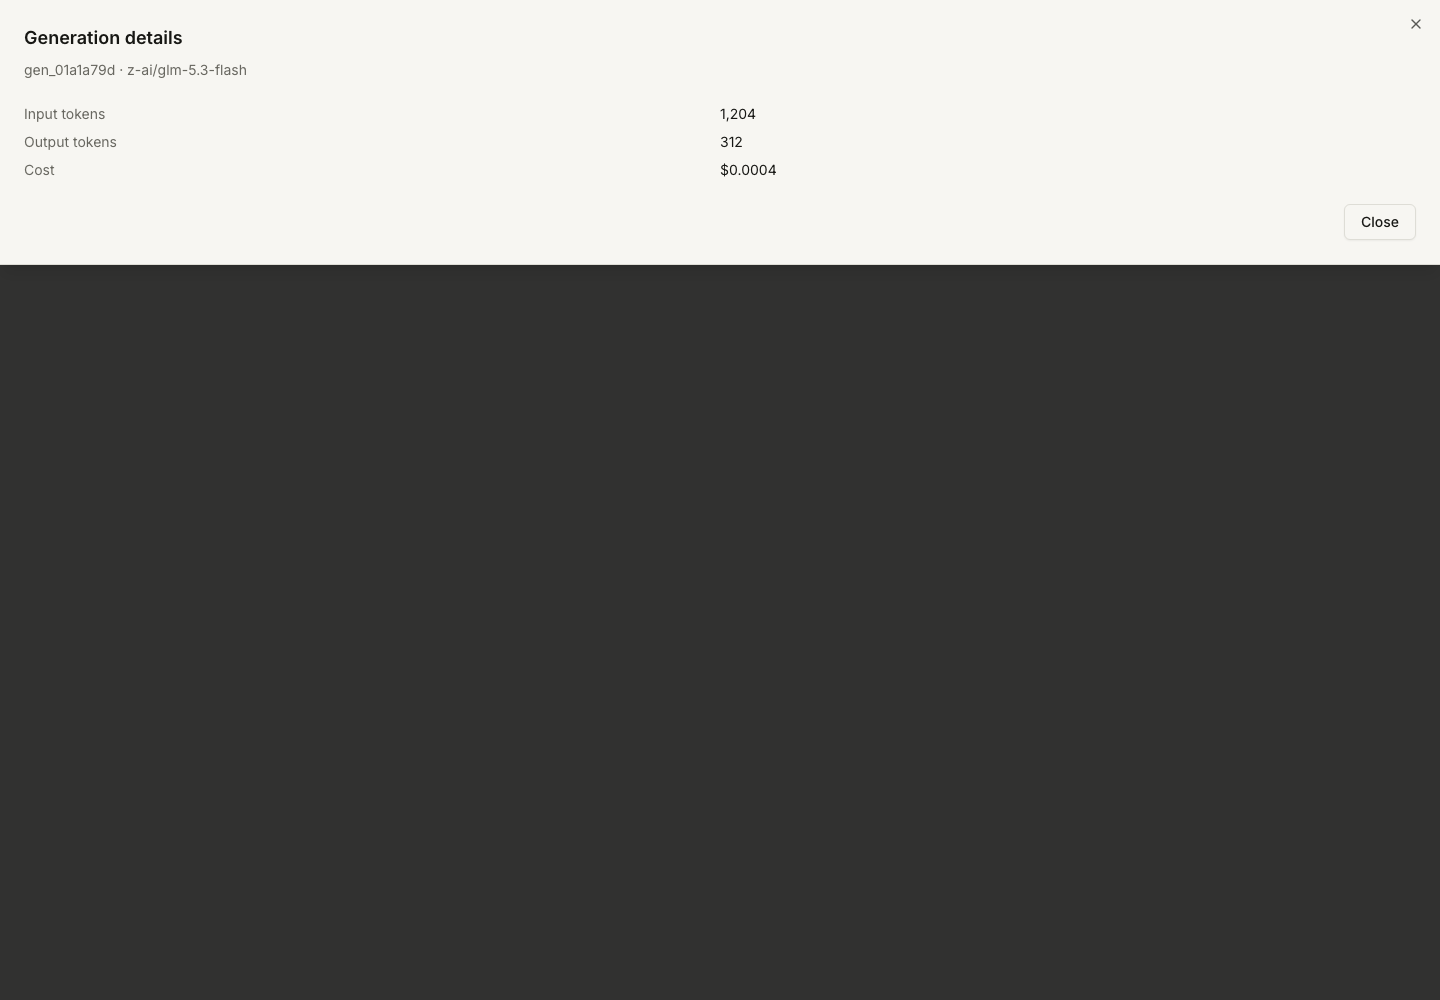 Generation details
gen_01a1a79d · z-ai/glm-5.3-flash
Input tokens 1,204
Output tokens 312
Cost $0.0004
Close